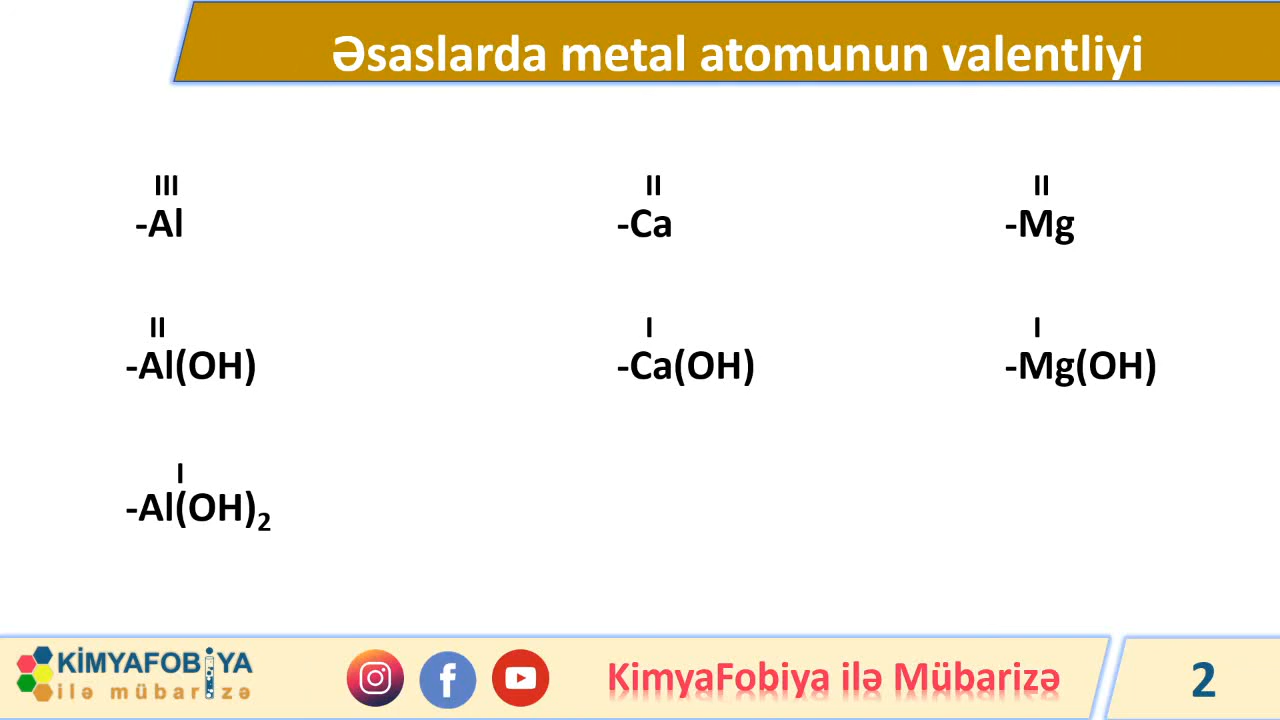 Əsaslarda metal atomunun valentliyi
III II II
-Al -Ca -Mg
II I I
-Al(OH) -Ca(OH) -Mg(OH)
I
-Al(OH)₂
KİMYAFOBİYA
ilə mübarizə
KimyaFobiya ilə Mübarizə
2